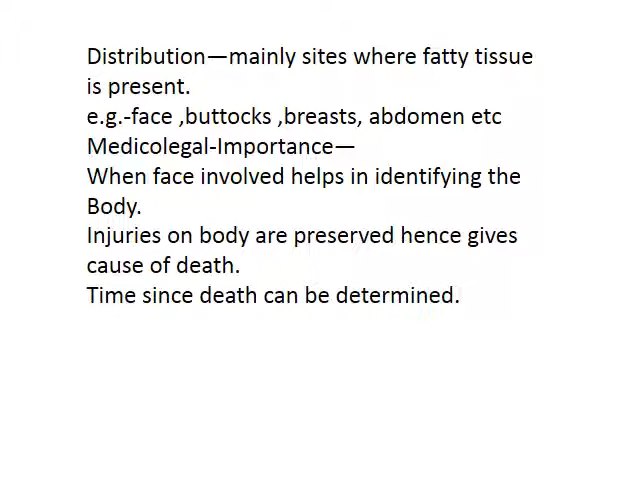 Distribution—mainly sites where fatty tissue
is present.
e.g.-face ,buttocks ,breasts, abdomen etc
Medicolegal-Importance—
When face involved helps in identifying the
Body.
Injuries on body are preserved hence gives
cause of death.
Time since death can be determined.